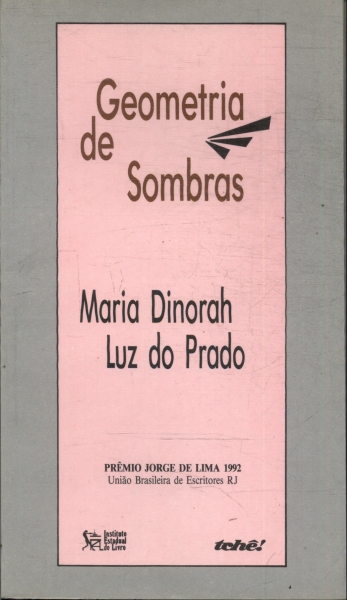 Geometria
de
Sombras
Maria Dinorah
Luz do Prado
PRÊMIO JORGE DE LIMA 1992
União Brasileira de Escritores RJ
Instituto
Estadual
do Livro
tchê!